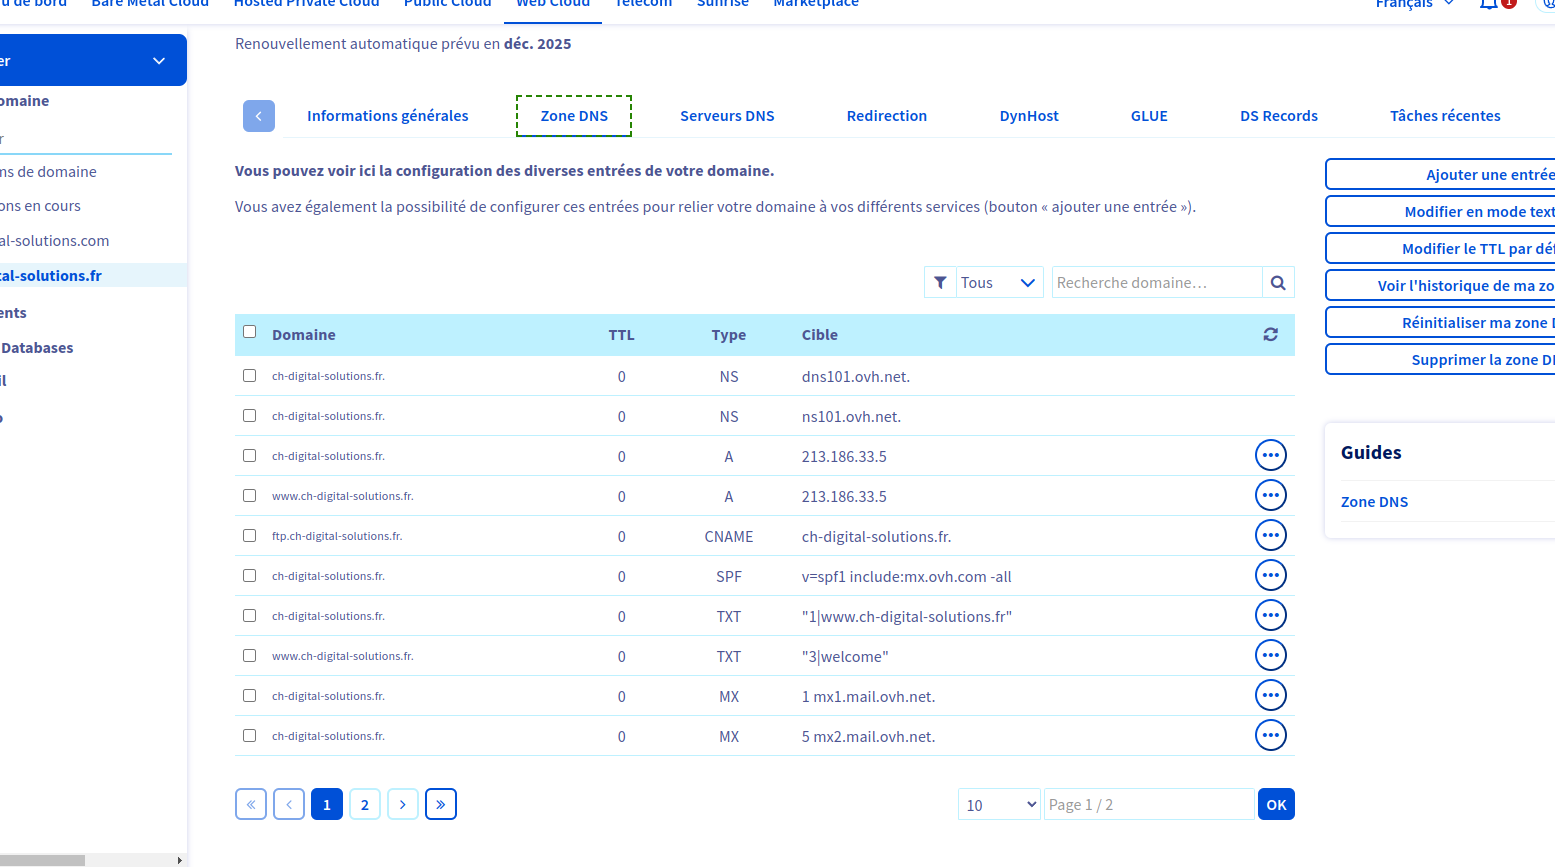 u de bord Bare Metal Cloud Hosted Private Cloud Public Cloud Web Cloud Telecom Sunrise Marketplace Français 1
Renouvellement automatique prévu en déc. 2025
er
omaine
r
ms de domaine
ons en cours
al-solutions.com
tal-solutions.fr
ents
Databases
il
o
Informations générales Zone DNS Serveurs DNS Redirection DynHost GLUE DS Records Tâches récentes
Vous pouvez voir ici la configuration des diverses entrées de votre domaine.
Vous avez également la possibilité de configurer ces entrées pour relier votre domaine à vos différents services (bouton « ajouter une entrée »).
Ajouter une entrée
Modifier en mode text
Modifier le TTL par déf
Voir l'historique de ma zo
Réinitialiser ma zone D
Supprimer la zone DN
Tous Recherche domaine…
Domaine TTL Type Cible
ch-digital-solutions.fr. 0 NS dns101.ovh.net.
ch-digital-solutions.fr. 0 NS ns101.ovh.net.
ch-digital-solutions.fr. 0 A 213.186.33.5
www.ch-digital-solutions.fr. 0 A 213.186.33.5
ftp.ch-digital-solutions.fr. 0 CNAME ch-digital-solutions.fr.
ch-digital-solutions.fr. 0 SPF v=spf1 include:mx.ovh.com -all
ch-digital-solutions.fr. 0 TXT "1|www.ch-digital-solutions.fr"
www.ch-digital-solutions.fr. 0 TXT "3|welcome"
ch-digital-solutions.fr. 0 MX 1 mx1.mail.ovh.net.
ch-digital-solutions.fr. 0 MX 5 mx2.mail.ovh.net.
« ‹ 1 2 › » 10 Page 1 / 2 OK
Guides
Zone DNS